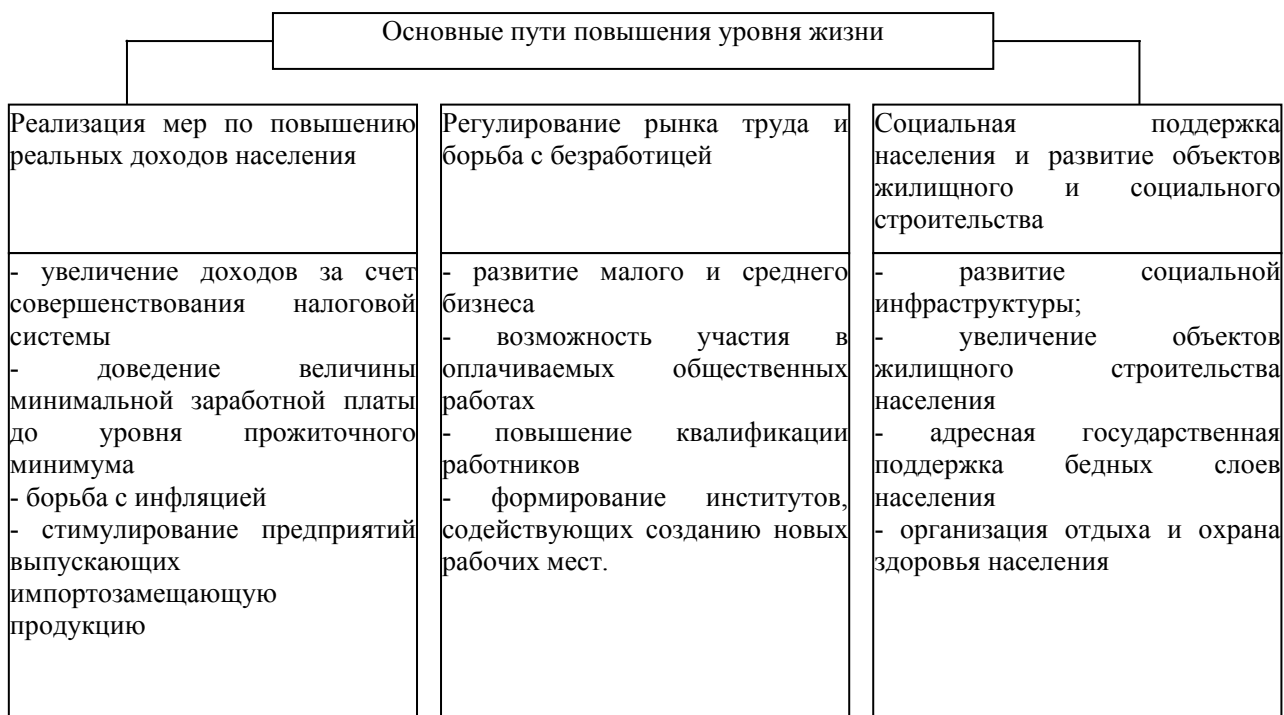 Основные пути повышения уровня жизни
Реализация мер по повышению
реальных доходов населения
- увеличение доходов за счет
совершенствования налоговой
системы
- доведение величины
минимальной заработной платы
до уровня прожиточного
минимума
- борьба с инфляцией
- стимулирование предприятий
выпускающих
импортозамещающую
продукцию
Регулирование рынка труда и
борьба с безработицей
- развитие малого и среднего
бизнеса
- возможность участия в
оплачиваемых общественных
работах
- повышение квалификации
работников
- формирование институтов,
содействующих созданию новых
рабочих мест.
Социальная поддержка
населения и развитие объектов
жилищного и социального
строительства
- развитие социальной
инфраструктуры;
- увеличение объектов
жилищного строительства
населения
- адресная государственная
поддержка бедных слоев
населения
- организация отдыха и охрана
здоровья населения